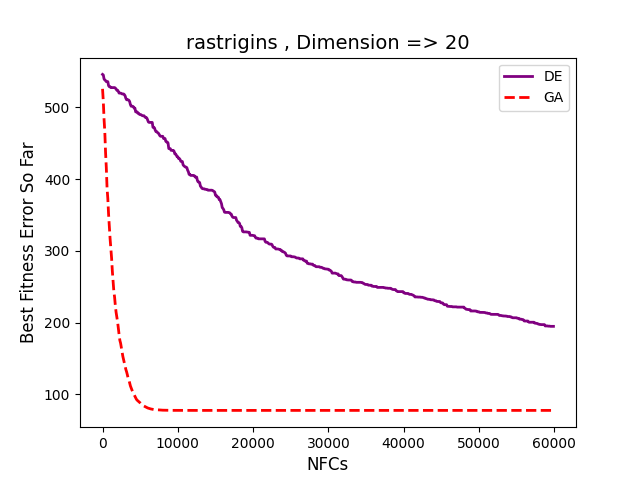 rastrigins , Dimension => 20
DE
GA
Best Fitness Error So Far
500
400
300
200
100
0 10000 20000 30000 40000 50000 60000
NFCs